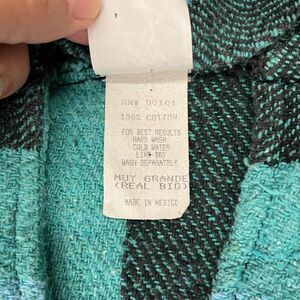 RN# 89101
100% COTTON
FOR BEST RESULTS
HAND WASH
COLD WATER
LINE DRY
WASH SEPARATELY
MUY GRANDE
(REAL BIG)
MADE IN MEXICO